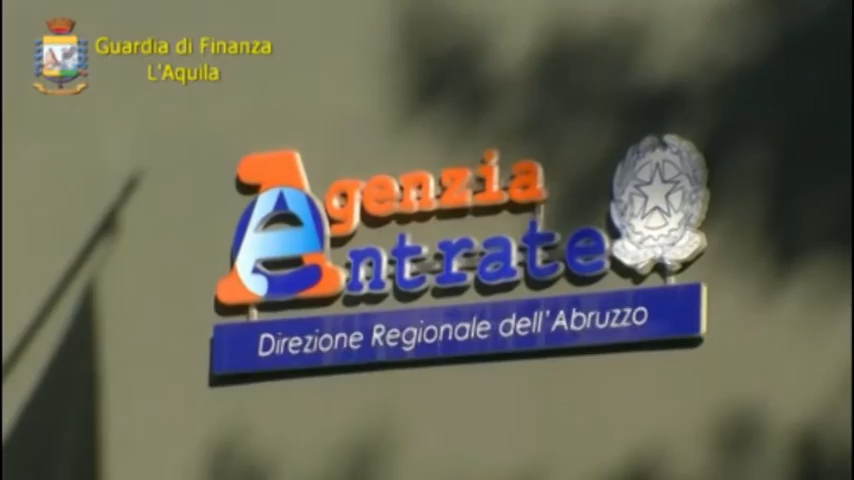 Guardia di Finanza
L'Aquila
Agenzia
entrate
Direzione Regionale dell'Abruzzo